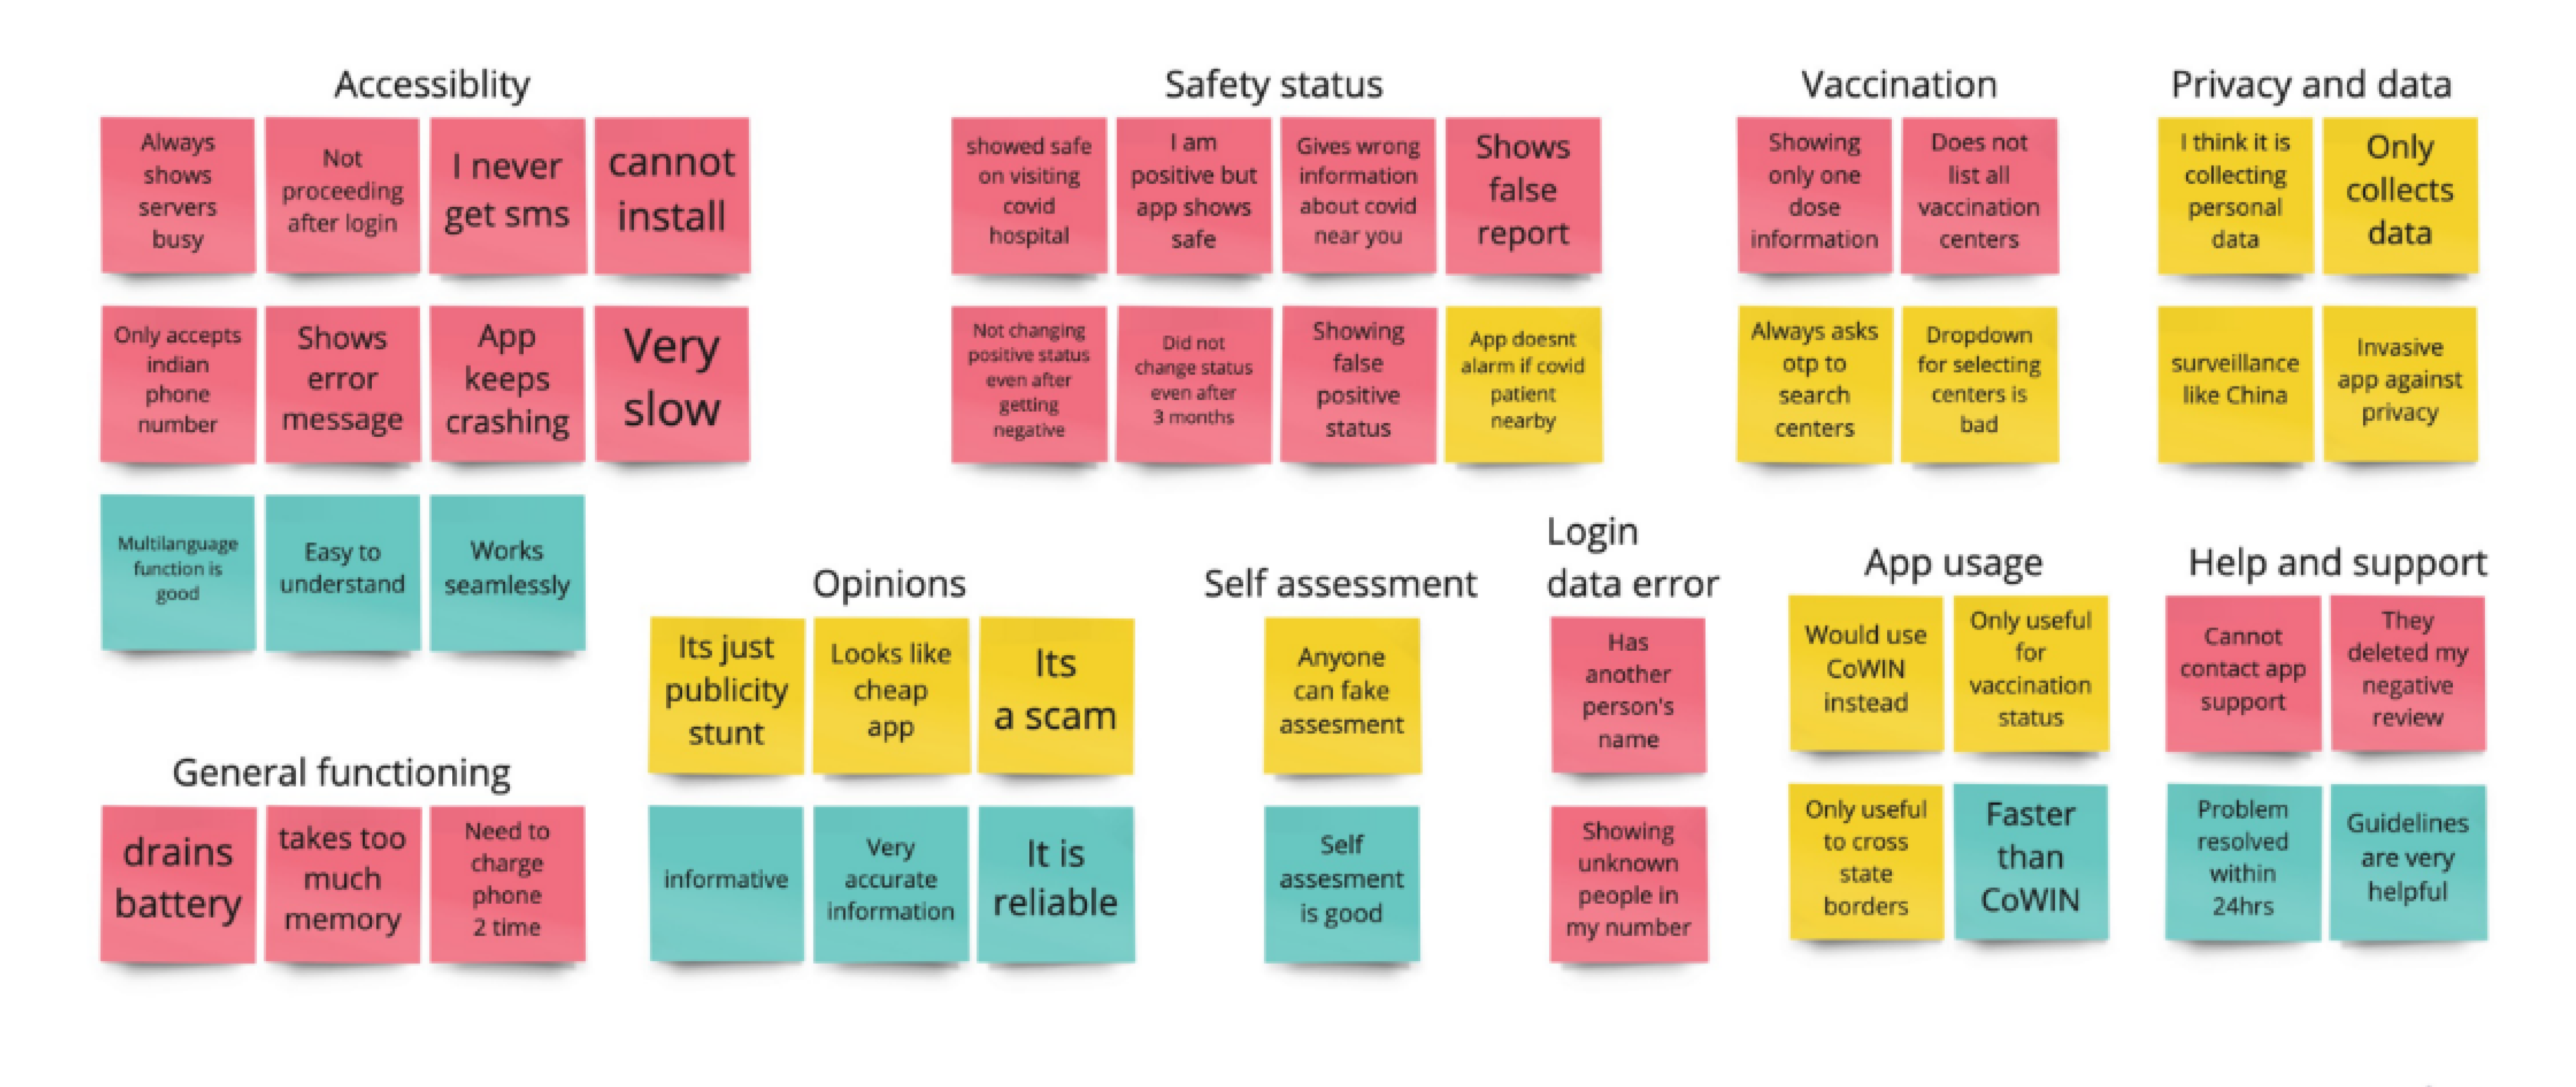 Accessiblity
Always
shows
servers
busy
Not
proceeding
after login
I never
get sms
cannot
install
Only accepts
indian
phone
number
Shows
error
message
App
keeps
crashing
Very
slow
Multilanguage
function is
good
Easy to
understand
Works
seamlessly
Safety status
showed safe
on visiting
covid
hospital
I am
positive but
app shows
safe
Gives wrong
information
about covid
near you
Shows
false
report
Not changing
positive status
even after
getting
negative
Did not
change status
even after
3 months
Showing
false
positive
status
App doesnt
alarm if covid
patient
nearby
Vaccination
Showing
only one
dose
information
Does not
list all
vaccination
centers
Always asks
otp to
search
centers
Dropdown
for selecting
centers is
bad
Privacy and data
I think it is
collecting
personal
data
Only
collects
data
surveillance
like China
Invasive
app against
privacy
General functioning
drains
battery
takes too
much
memory
Need to
charge
phone
2 time
Opinions
Its just
publicity
stunt
Looks like
cheap
app
Its
a scam
informative
Very
accurate
information
It is
reliable
Self assessment
Anyone
can fake
assesment
Self
assesment
is good
Login
data error
Has
another
person's
name
Showing
unknown
people in
my number
App usage
Would use
CoWIN
instead
Only useful
for
vaccination
status
Only useful
to cross
state
borders
Faster
than
CoWIN
Help and support
Cannot
contact app
support
They
deleted my
negative
review
Problem
resolved
within
24hrs
Guidelines
are very
helpful